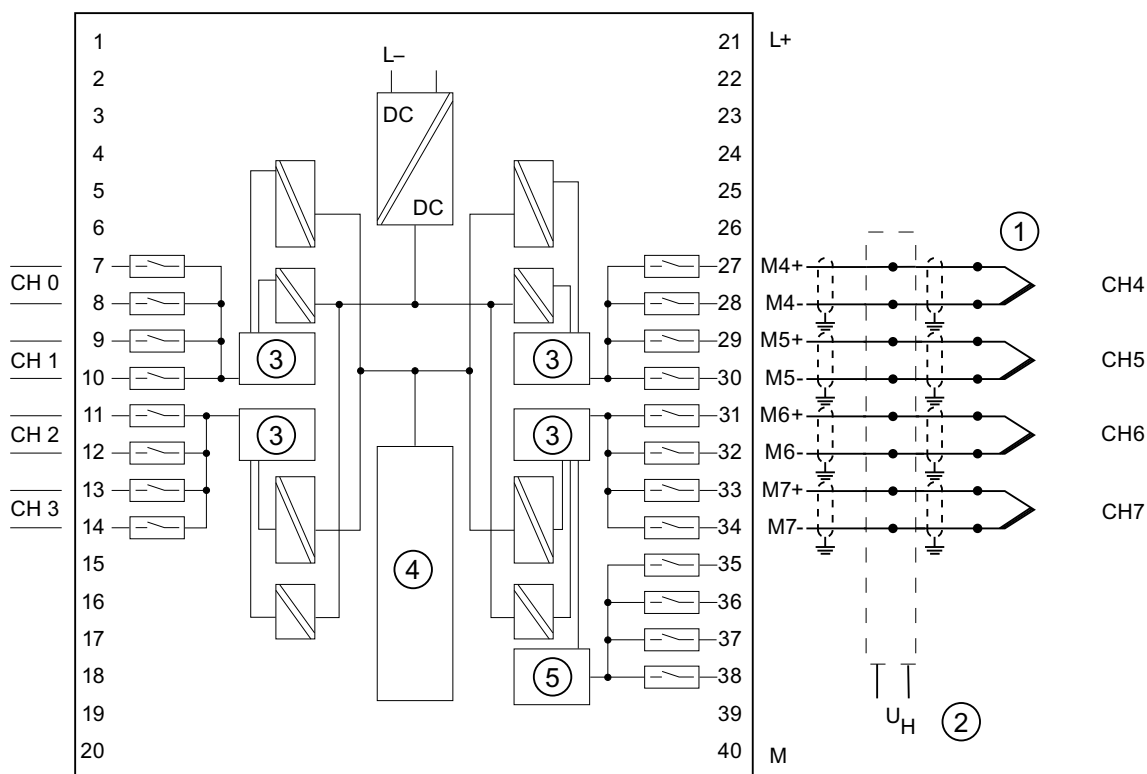 1 21 L+
L–
2 22
3 DC 23
4 24
5 25
DC
6 26
1
7 27 M4+
CH 0 CH4
8 28 M4-
9 29 M5+
CH 1 3 3 CH5
10 30 M5-
11 31 M6+
CH 2 3 3 CH6
12 32 M6-
13 33 M7+
CH 3 CH7
14 34 M7-
15 35
4
16 36
17 37
18 5 38
19 39 UH 2
20 40 M